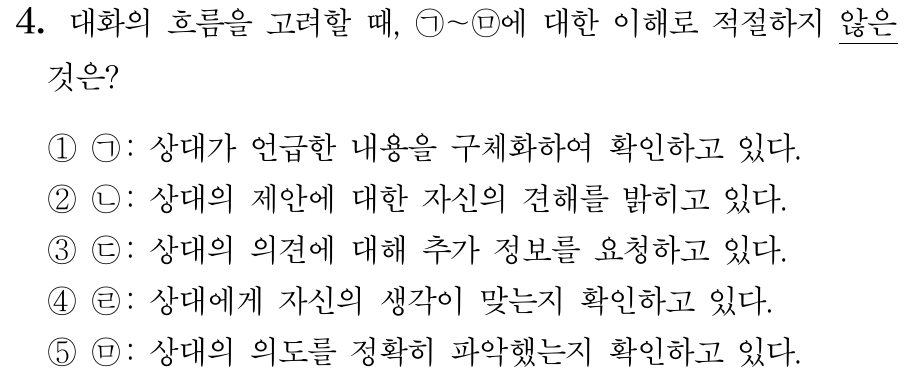 4. 대화의 흐름을 고려할 때, ㉠～㉤에 대한 이해로 적절하지 않은
것은?
① ㉠: 상대가 언급한 내용을 구체화하여 확인하고 있다.
② ㉡: 상대의 제안에 대한 자신의 견해를 밝히고 있다.
③ ㉢: 상대의 의견에 대해 추가 정보를 요청하고 있다.
④ ㉣: 상대에게 자신의 생각이 맞는지 확인하고 있다.
⑤ ㉤: 상대의 의도를 정확히 파악했는지 확인하고 있다.